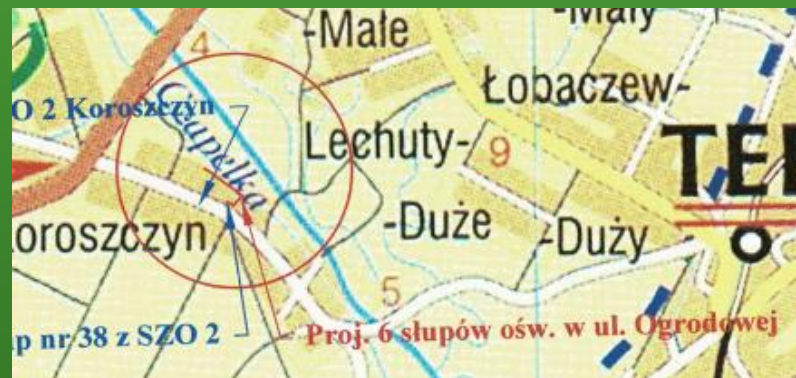 -Małe
-Mały
4
O 2 Koroszczyn
Łobaczew-
Czapelka
Lechuty-
9
TE
oroszczyn
-Duże
-Duży
5
p nr 38 z SZO 2
Proj. 6 słupów ośw. w ul. Ogrodowej